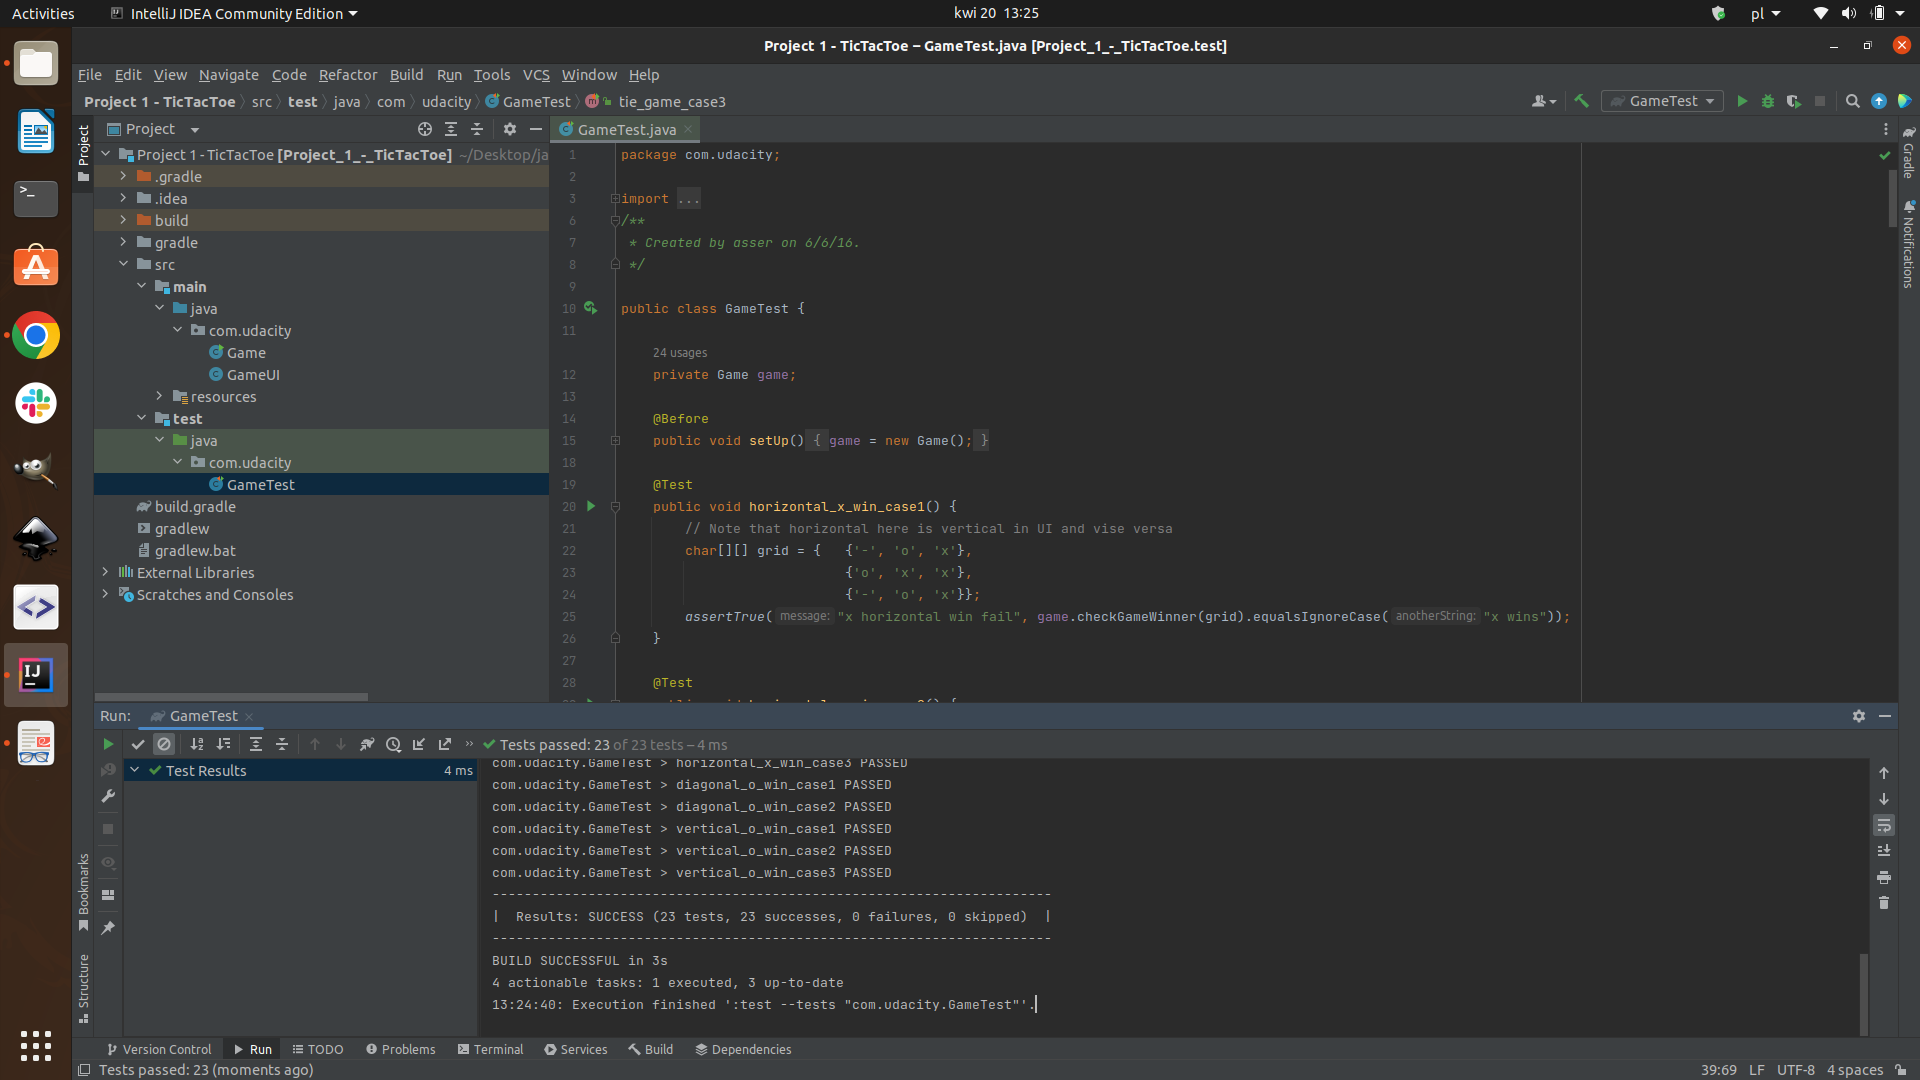 Activities
IntelliJ IDEA Community Edition
kwi 20 13:25
pl
Project 1 - TicTacToe – GameTest.java [Project_1_-_TicTacToe.test]
File Edit View Navigate Code Refactor Build Run Tools VCS Window Help
Project 1 - TicTacToe src test java com udacity GameTest tie_game_case3
GameTest
Project
Project
GameTest.java
Project 1 - TicTacToe [Project_1_-_TicTacToe] ~/Desktop/ja
.gradle
.idea
build
gradle
src
main
java
com.udacity
Game
GameUI
resources
test
java
com.udacity
GameTest
build.gradle
gradlew
gradlew.bat
External Libraries
Scratches and Consoles
1 package com.udacity;
2
3 import ...
6 /**
7 * Created by asser on 6/6/16.
8 */
9
10 public class GameTest {
11
24 usages
12 private Game game;
13
14 @Before
15 public void setUp() { game = new Game(); }
18
19 @Test
20 public void horizontal_x_win_case1() {
21 // Note that horizontal here is vertical in UI and vise versa
22 char[][] grid = { {'-', 'o', 'x'},
23 {'o', 'x', 'x'},
24 {'-', 'o', 'x'}};
25 assertTrue( message: "x horizontal win fail", game.checkGameWinner(grid).equalsIgnoreCase( anotherString: "x wins"));
26 }
27
28 @Test
Gradle
Notifications
Run: GameTest
Tests passed: 23 of 23 tests – 4 ms
Test Results 4 ms
com.udacity.GameTest > horizontal_x_win_case3 PASSED
com.udacity.GameTest > diagonal_o_win_case1 PASSED
com.udacity.GameTest > diagonal_o_win_case2 PASSED
com.udacity.GameTest > vertical_o_win_case1 PASSED
com.udacity.GameTest > vertical_o_win_case2 PASSED
com.udacity.GameTest > vertical_o_win_case3 PASSED
----------------------------------------------------------------------
| Results: SUCCESS (23 tests, 23 successes, 0 failures, 0 skipped) |
----------------------------------------------------------------------
BUILD SUCCESSFUL in 3s
4 actionable tasks: 1 executed, 3 up-to-date
13:24:40: Execution finished ':test --tests "com.udacity.GameTest"'.
Bookmarks
Structure
Version Control Run TODO Problems Terminal Services Build Dependencies
Tests passed: 23 (moments ago)
39:69 LF UTF-8 4 spaces